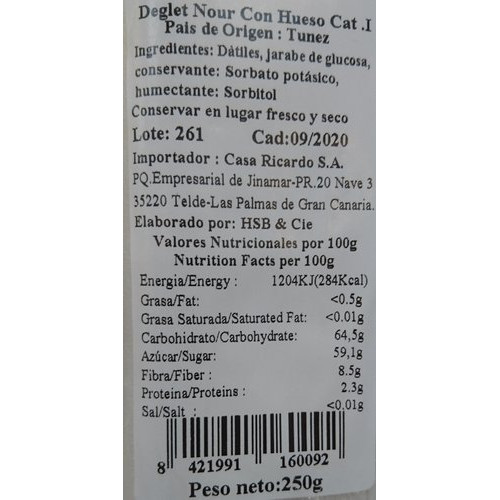 Deglet Nour Con Hueso Cat .I
Pais de Origen : Tunez
Ingredientes: Dàtiles, jarabe de glucosa,
conservante: Sorbato potásico,
humectante: Sorbitol
Conservar en lugar fresco y seco
Lote: 261 Cad:09/2020
Importador : Casa Ricardo S.A.
PQ.Empresarial de Jinamar-PR.20 Nave 3
35220 Telde-Las Palmas de Gran Canaria.
Elaborado por: HSB & Cie
Valores Nutricionales por 100g
Nutrition Facts per 100g
Energia/Energy : 1204KJ(284Kcal)
Grasa/Fat: <0.5g
Grasa Saturada/Saturated Fat: <0.01g
Carbohidrato/Carbohydrate: 64,5g
Azúcar/Sugar: 59,1g
Fibra/Fiber : 8.5g
Proteina/Proteins : 2.3g
Sal/Salt : <0.01g
8 421991 160092
Peso neto:250g